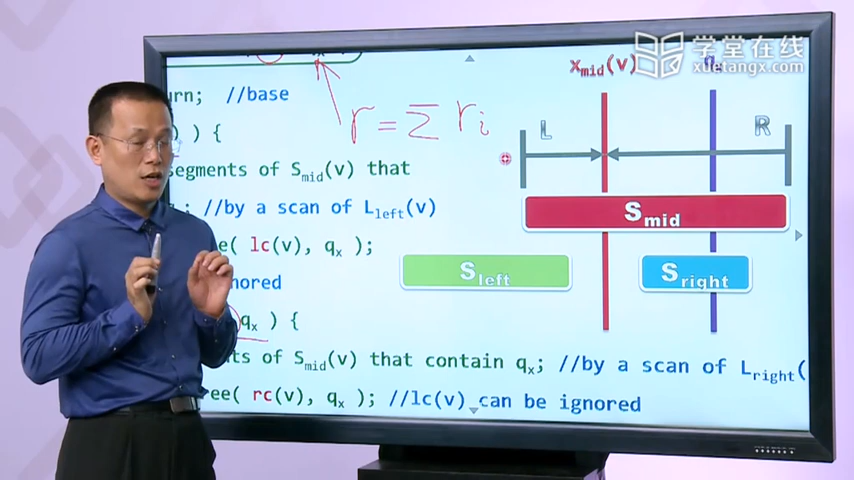 学堂在线
xuetangx.com
x_mid(v)
urn; //base
r = Σ r_i
) ) {
L
R
segments of S_mid(v) that
; //by a scan of L_left(v)
S_mid
e( lc(v), q_x );
S_left
S_right
nored
q_x ) {
ts of S_mid(v) that contain q_x; //by a scan of L_right(
ree( rc(v), q_x ); //lc(v) can be ignored